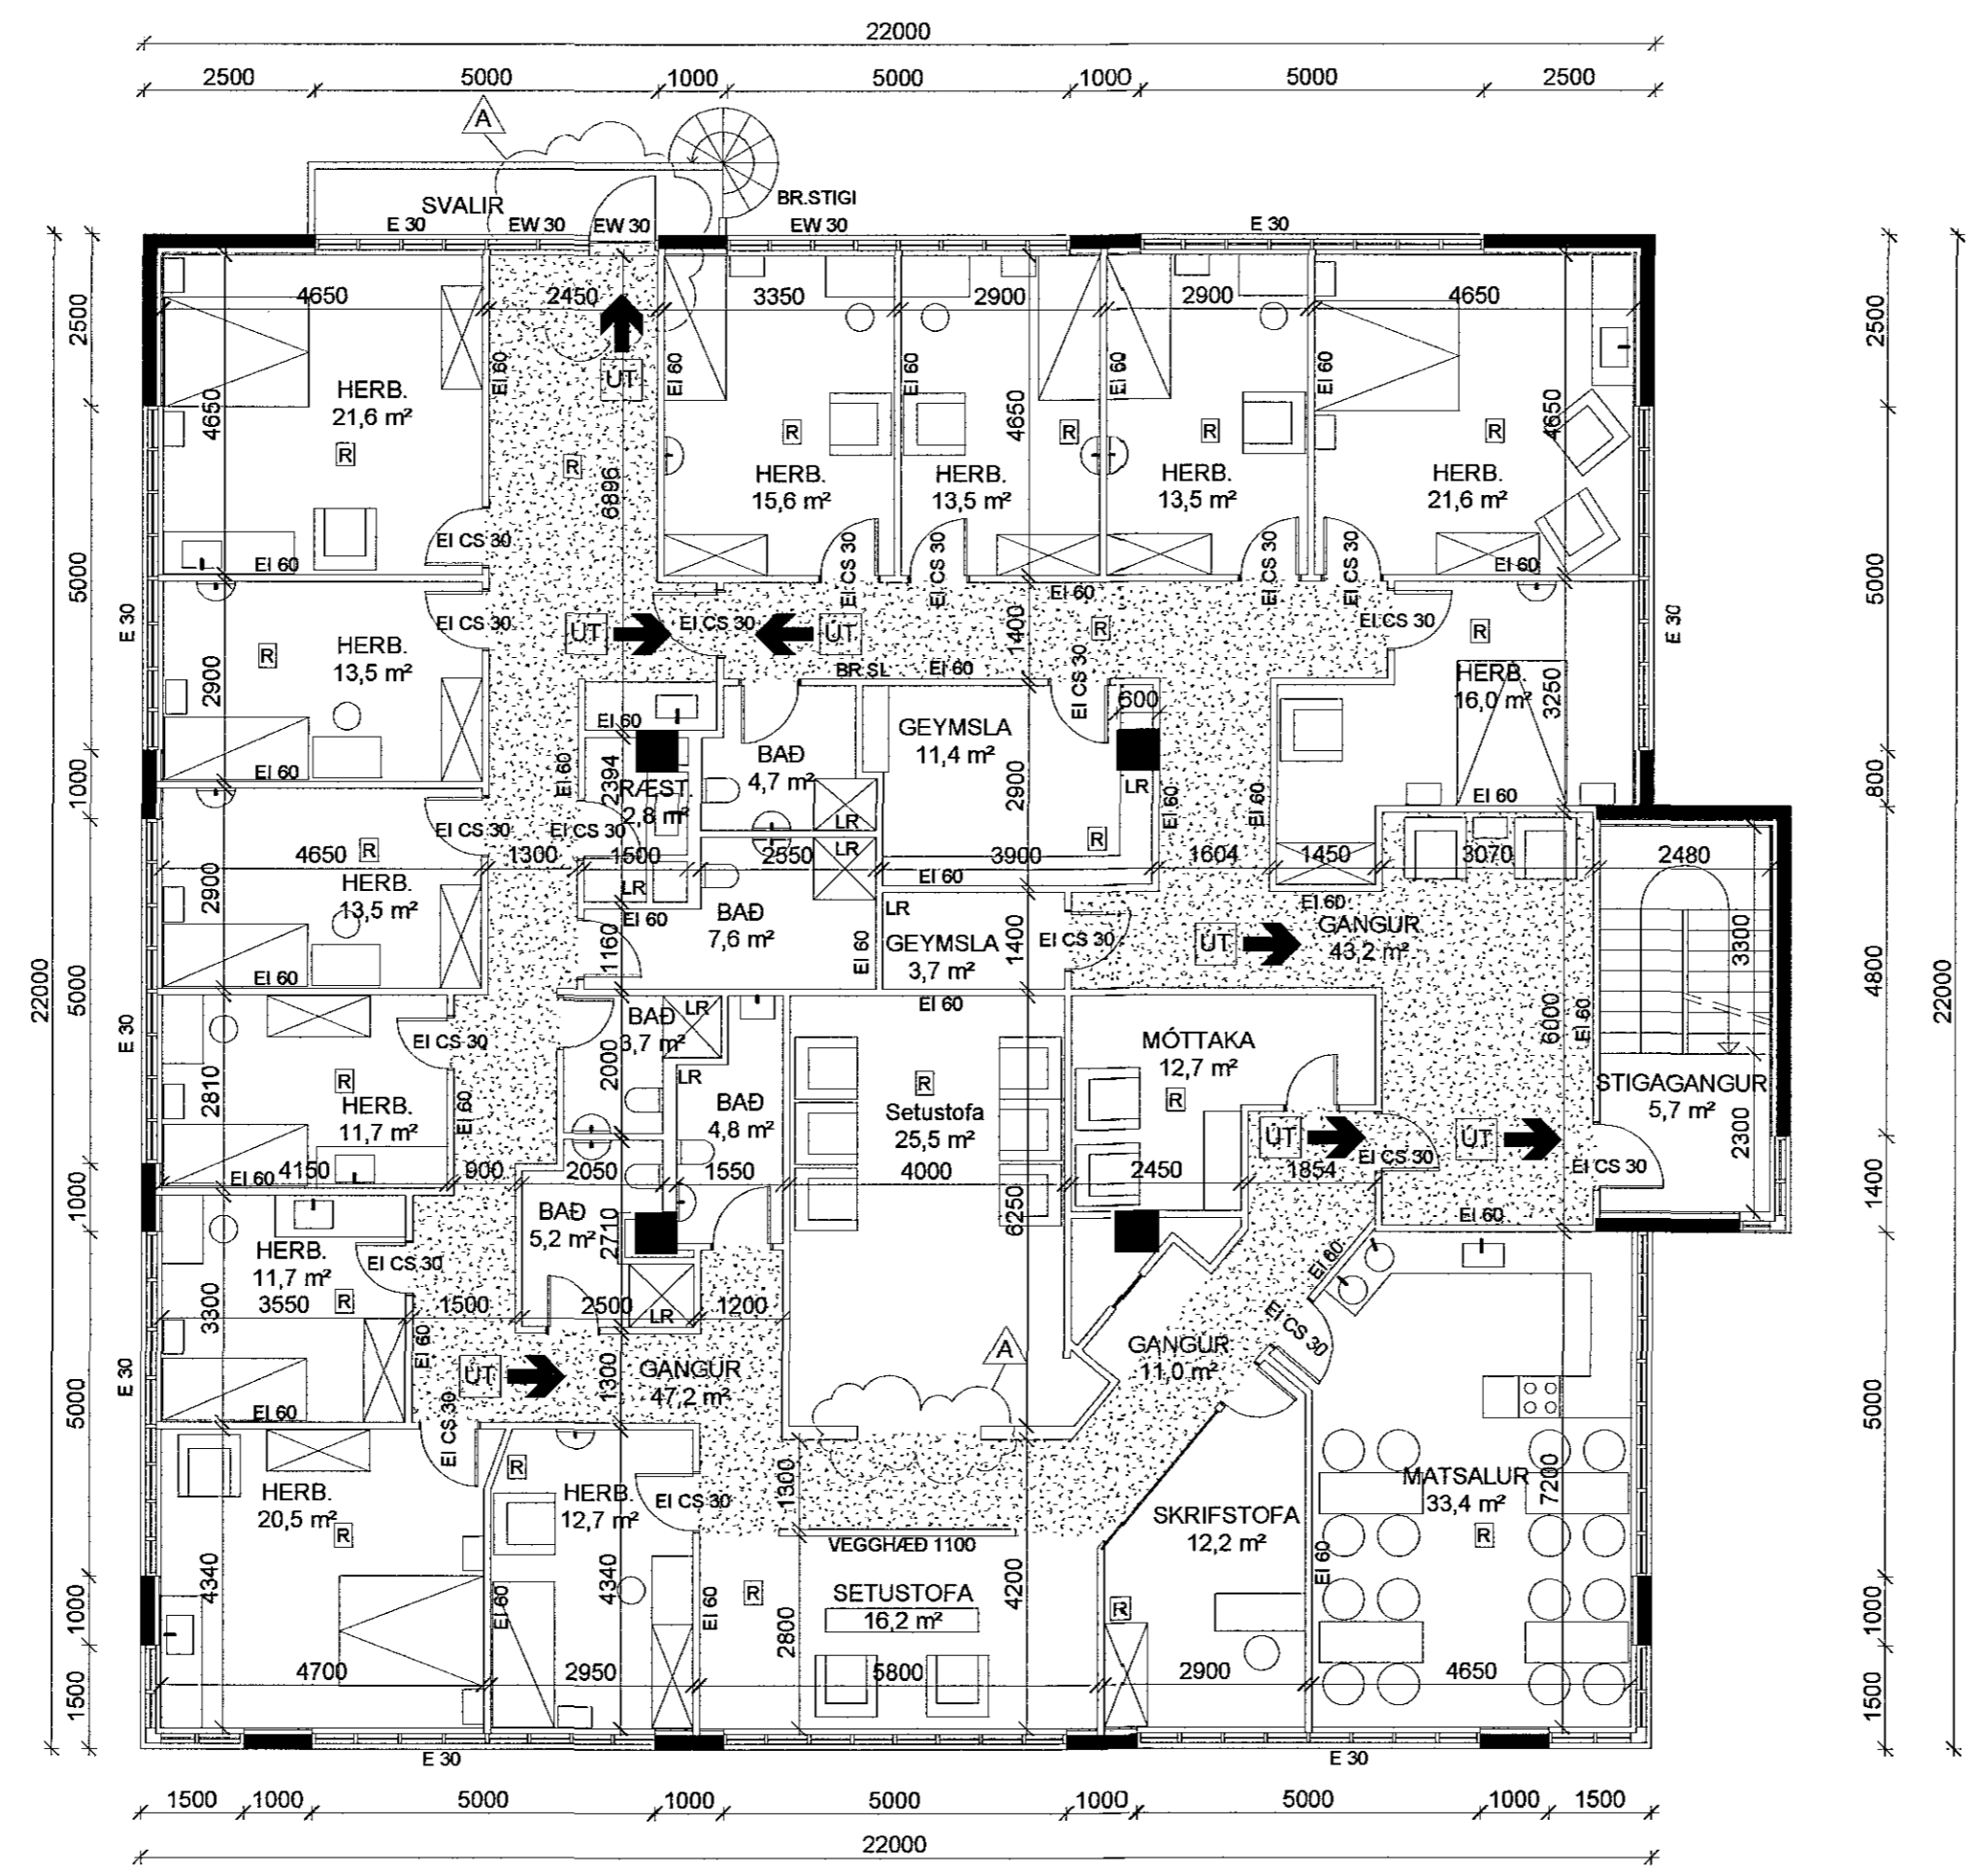 22000
2500 5000 1000 5000 1000 5000 2500
A
BR.STIGI
SVALIR
E 30 EW 30 EW 30 EW 30 E 30
4650 2450 3350 2900 2900 4650
2500
2500
EI 60
EI 60
EI 60
EI 60
EI 60
ÚT
HERB.
21,6 m²
4650
R
R
6896
R
HERB.
15,6 m²
4650
R
HERB.
13,5 m²
R
HERB.
13,5 m²
4650
R
HERB.
21,6 m²
EI CS 30
EI 60
EI CS 30
EI CS 30
EI CS 30
EI CS 30
EI 60
5000
5000
E 30
E 30
EI CS 30
ÚT
EI CS 30
ÚT
1400
EI 60
R
EI CS 30
R
HERB.
13,5 m²
2900
R
BR.SL
EI 60
EI CS 30
600
HERB.
16,0 m²
3250
EI 60
EI 60
EI 60
2394
RÆST.
2,8 m²
BAÐ
4,7 m²
LR
GEYMSLA
11,4 m²
2900
LR
R
EI 60
EI 60
EI 60
1000
800
EI CS 30
EI CS 30
R
4650 1300 1500 2550 3900 1604 1450 3070 2480
HERB.
13,5 m²
2900
LR
LR
EI 60
EI 60
EI 60
EI 60
1160
BAÐ
7,6 m²
EI 60
LR
GEYMSLA
3,7 m²
1400
EI CS 30
ÚT
GANGUR
43,2 m²
3300
22000
5000
4800
22000
EI 60
E 30
EI CS 30
BAÐ
3,7 m²
LR
2000
LR
EI 60
MÓTTAKA
12,7 m²
R
6000
EI 60
2810
R
HERB.
11,7 m²
EI 60
BAÐ
4,8 m²
R
Setustofa
25,5 m²
STIGAGANGUR
5,7 m²
2300
ÚT
EI CS 30
ÚT
EI CS 30
EI 60
4150 900 2050 1550 4000 2450 1854
1000
1400
BAÐ
5,2 m²
2710
6250
EI 60
HERB.
11,7 m²
EI CS 30
R
3300
EI 60
3550 1500 2500 1200
LR
EI 60
EI CS 30
E 30
EI 60
EI CS 30
ÚT
1300
GANGUR
47,2 m²
A
GANGUR
11,0 m²
5000
5000
HERB.
20,5 m²
R
4340
R
HERB.
12,7 m²
EI CS 30
4340
EI 60
EI 60
1300
VEGGHÆÐ 1100
R
SETUSTOFA
16,2 m²
2800
4200
SKRIFSTOFA
12,2 m²
R
EI 60
MATSALUR
33,4 m²
R
7200
1000
1000
1500
1500
4700 2950 5800 2900 4650
E 30 E 30
1500 1000 5000 1000 5000 1000 5000 1000 1500
22000